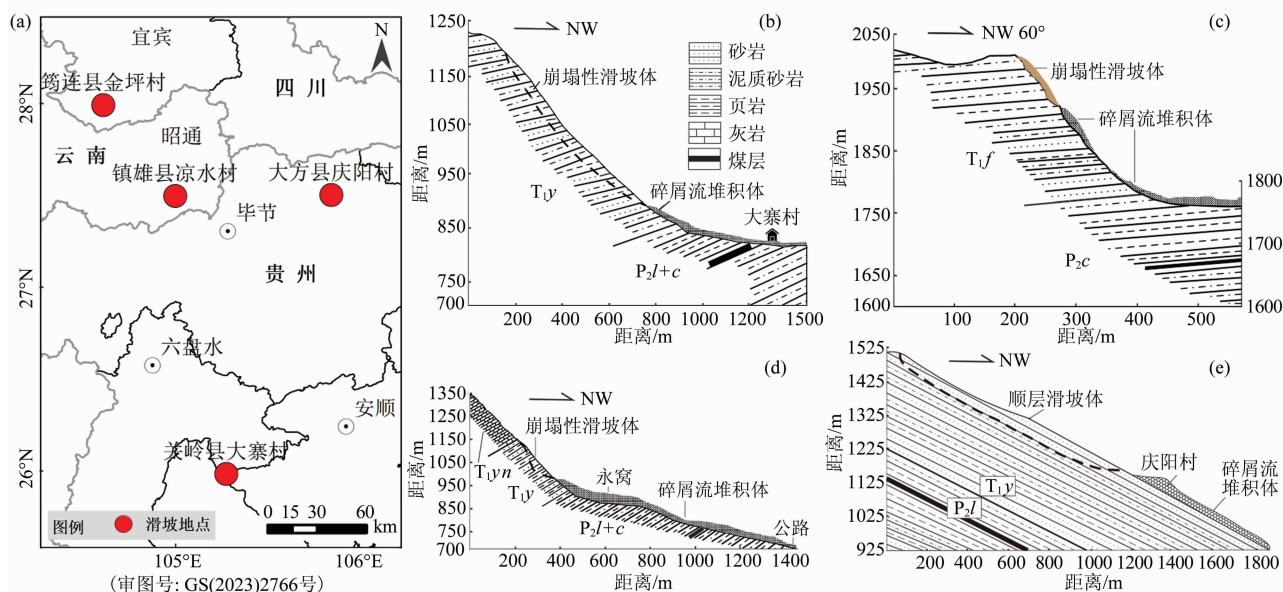 (a)
N
宜宾
筠连县金坪村
四 川
28°N
昭通
云 南
镇雄县凉水村
大方县庆阳村
毕节
27°N
贵 州
六盘水
安顺
关岭县大寨村
26°N
图例
滑坡地点
0 15 30 60
km
105°E
106°E
(审图号: GS(2023)2766号)
(b)
NW
1250
1150
1050
950
850
750
700
距离/m
崩塌性滑坡体
砂岩
泥质砂岩
页岩
灰岩
煤层
T₁y
碎屑流堆积体
大寨村
P₂l+c
200 400 600 800 1000 1200 1500
距离/m
(c)
NW 60°
2050
1950
1850
1750
1650
1600
距离/m
崩塌性滑坡体
碎屑流堆积体
T₁f
P₂c
1800
1750
1700
1650
1600
0 100 200 300 400 500
距离/m
(d)
NW
1350
1250
1150
1050
950
850
750
700
距离/m
崩塌性滑坡体
T₁yn
T₁y
永窝
碎屑流堆积体
P₂l+c
公路
200 400 600 800 1000 1200 1400
距离/m
(e)
NW
1525
1425
1325
1225
1125
1025
925
距离/m
顺层滑坡体
庆阳村
碎屑流
堆积体
T₁y
P₂l
200 400 600 800 1000 1200 1400 1600 1800
距离/m